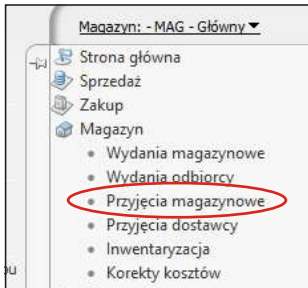 Magazyn: - MAG - Główny
Strona główna
Sprzedaż
Zakup
Magazyn
Wydania magazynowe
Wydania odbiorcy
Przyjęcia magazynowe
Przyjęcia dostawcy
Inwentaryzacja
Korekty kosztów